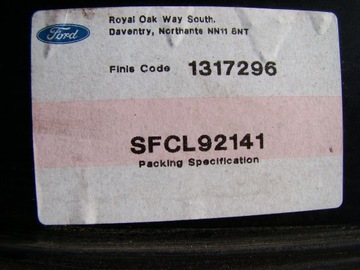 Royal Oak Way South.
Daventry, Northants NN11 8NT
Ford
Finis Code 1317296
SFCL92141
Packing Specification